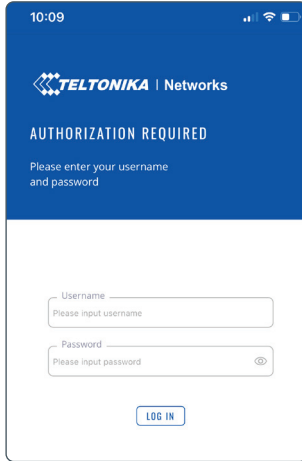 10:09
TELTONIKA | Networks
AUTHORIZATION REQUIRED
Please enter your username
and password
Username
Please input username
Password
Please input password
LOG IN